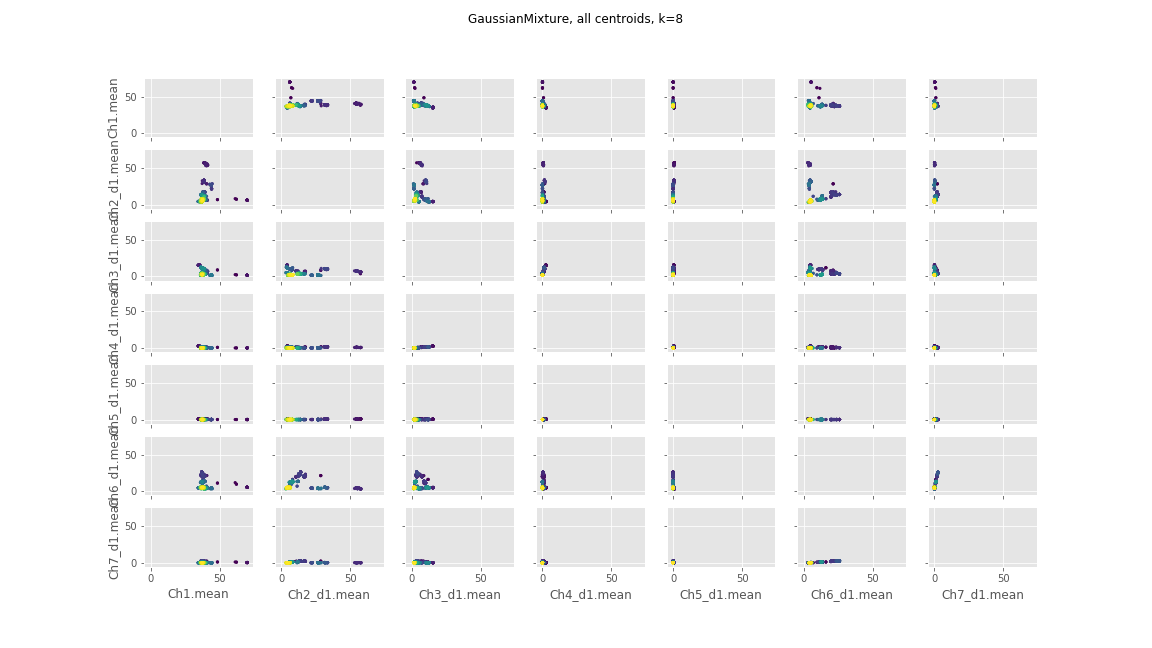 GaussianMixture, all centroids, k=8
Ch1.mean
50
0
Ch2_d1.mean
50
0
Ch3_d1.mean
50
0
Ch4_d1.mean
50
0
Ch5_d1.mean
50
0
Ch6_d1.mean
50
0
Ch7_d1.mean
50
0
0 50 0 50 0 50 0 50 0 50 0 50 0 50
Ch1.mean Ch2_d1.mean Ch3_d1.mean Ch4_d1.mean Ch5_d1.mean Ch6_d1.mean Ch7_d1.mean